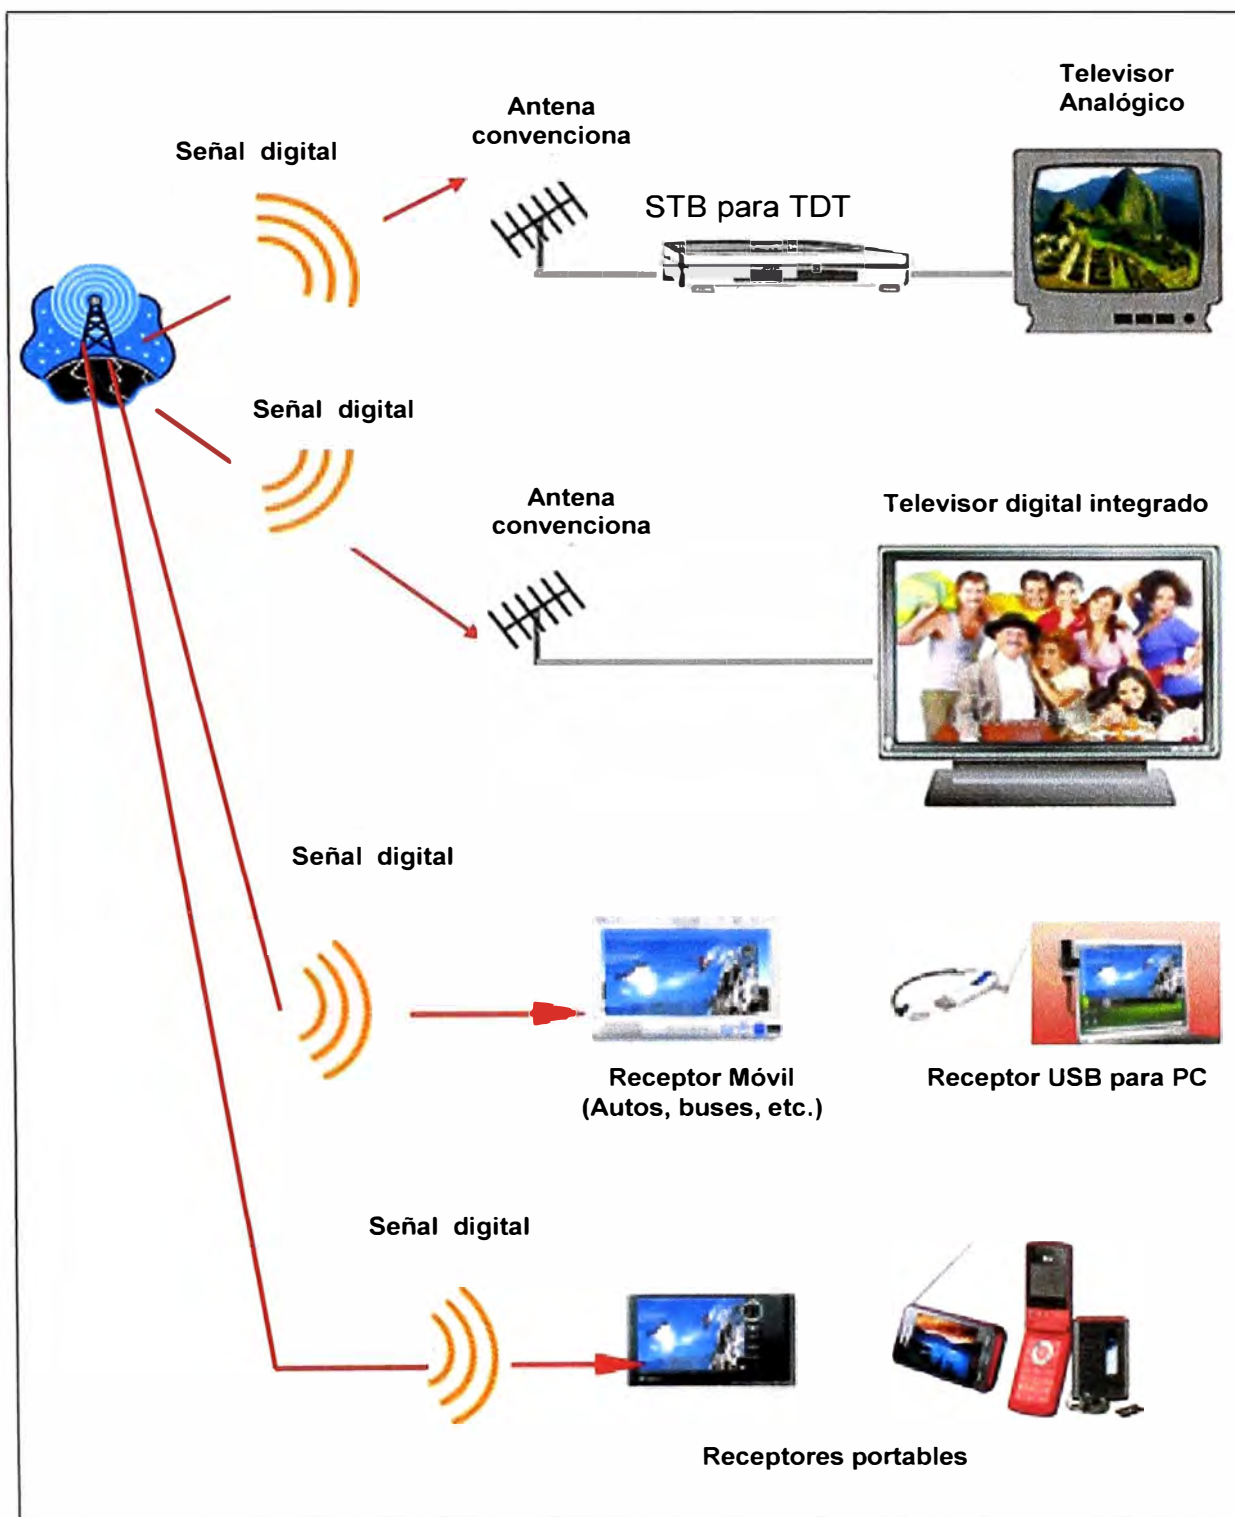 Televisor
Analógico
Antena
convenciona
Señal digital
STB para TDT
Señal digital
Antena
convenciona
Televisor digital integrado
Señal digital
Receptor Móvil
(Autos, buses, etc.)
Receptor USB para PC
Señal digital
Receptores portables